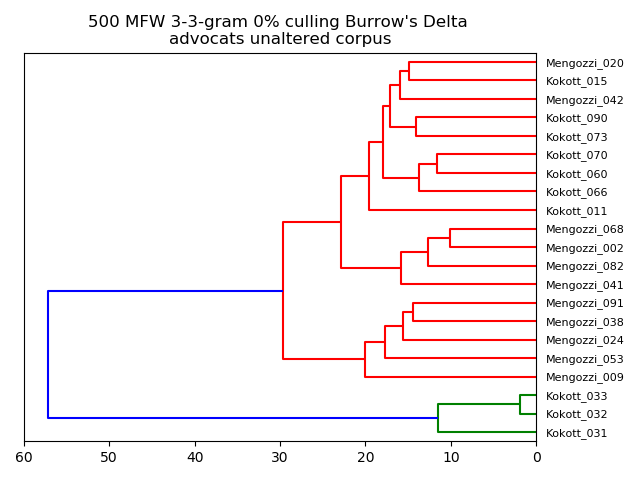 500 MFW 3-3-gram 0% culling Burrow's Delta
advocats unaltered corpus
Mengozzi_020
Kokott_015
Mengozzi_042
Kokott_090
Kokott_073
Kokott_070
Kokott_060
Kokott_066
Kokott_011
Mengozzi_068
Mengozzi_002
Mengozzi_082
Mengozzi_041
Mengozzi_091
Mengozzi_038
Mengozzi_024
Mengozzi_053
Mengozzi_009
Kokott_033
Kokott_032
Kokott_031
60 50 40 30 20 10 0